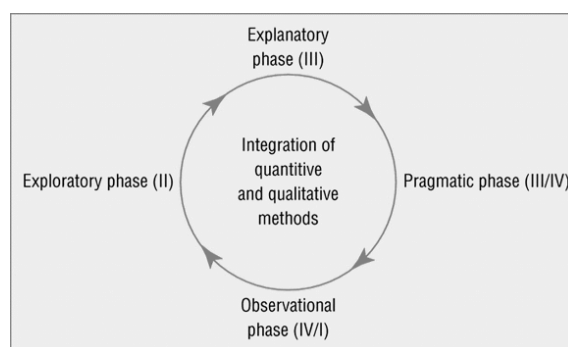 Explanatory
phase (III)
Integration of
quantitive
and qualitative
methods
Exploratory phase (II)
Pragmatic phase (III/IV)
Observational
phase (IV/I)